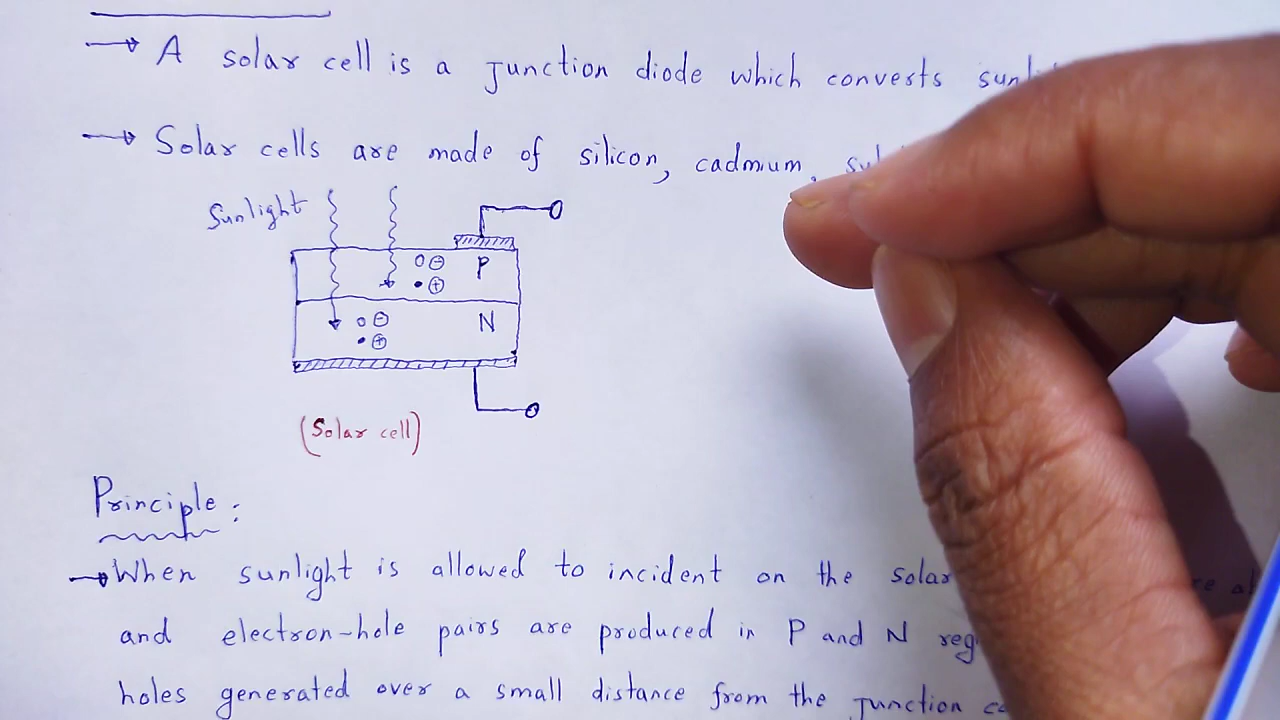 → A solar cell is a junction diode which converts
→ Solar cells are made of silicon, cadmium,
Sunlight
P
N
(Solar cell)
Principle:
→ When sunlight is allowed to incident on the solar
and electron-hole pairs are produced in P and N
holes generated over a small distance from the junction